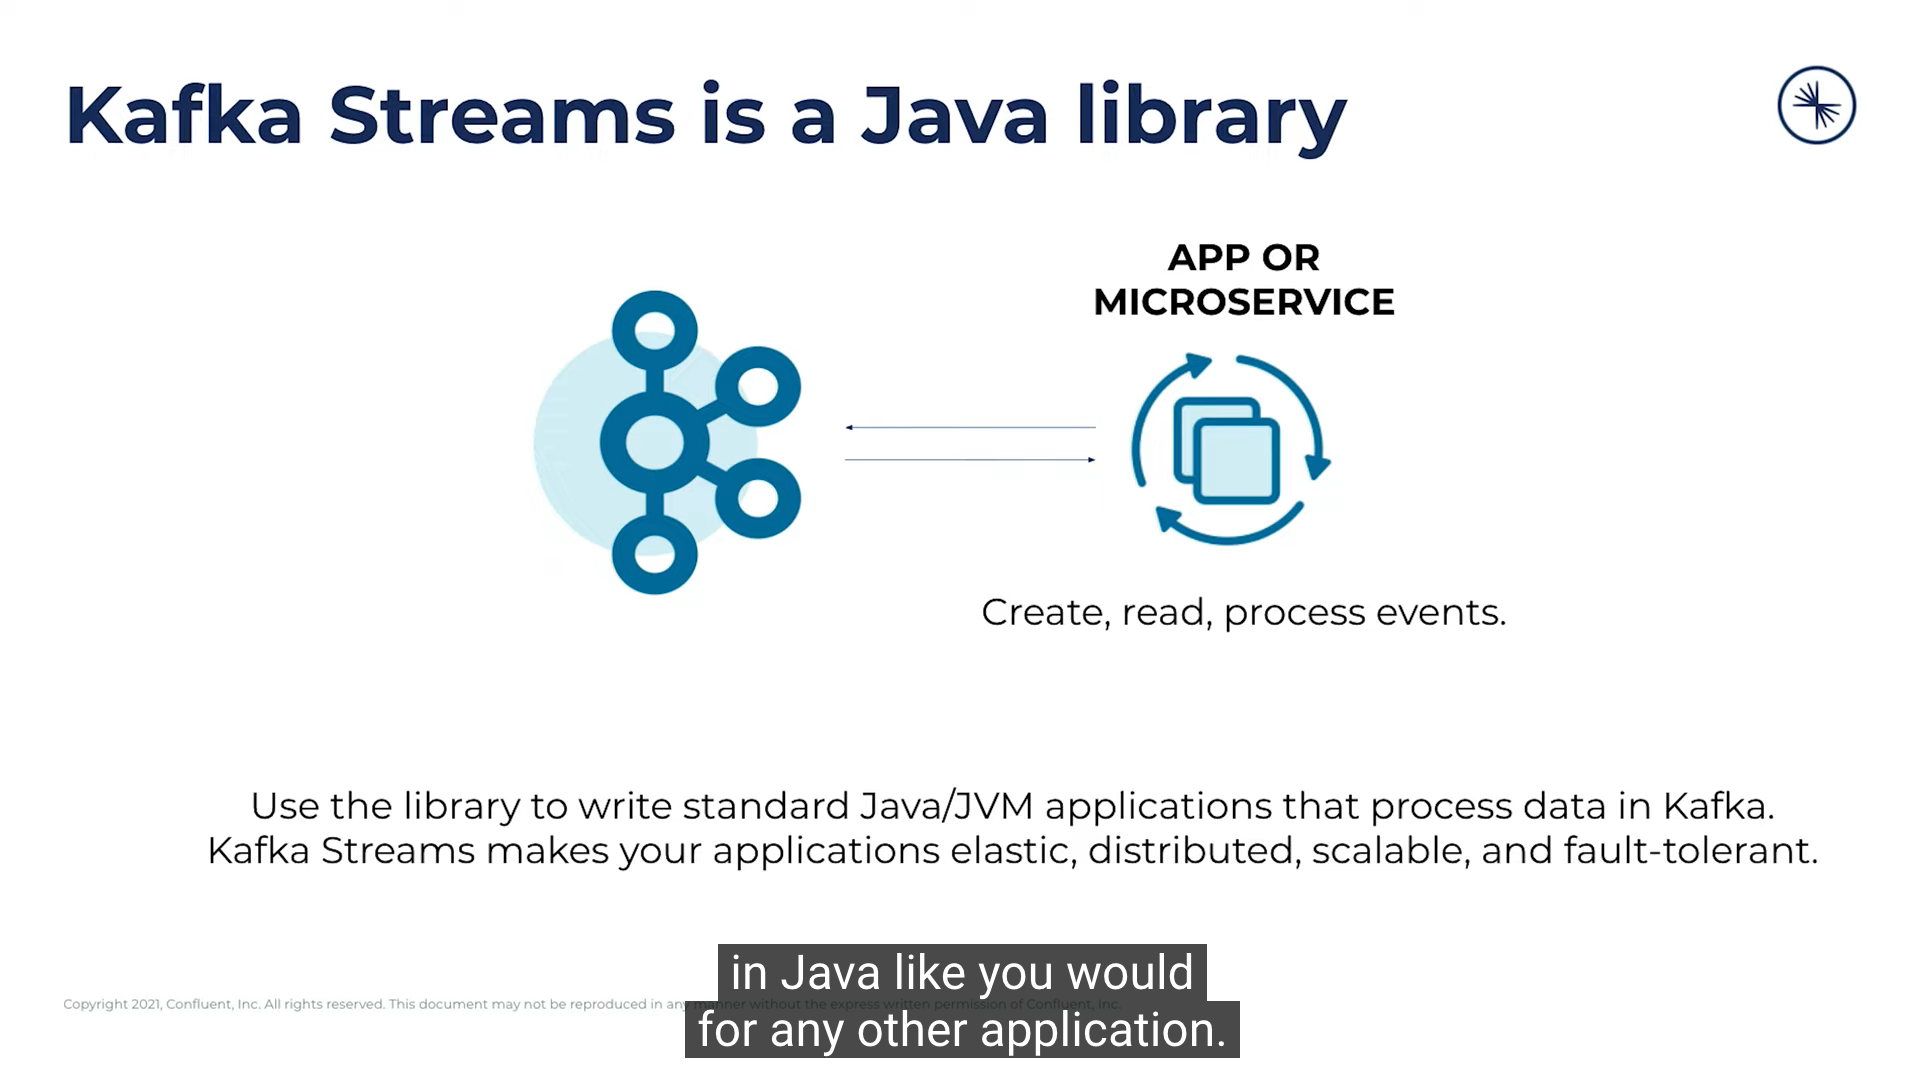 Kafka Streams is a Java library
APP OR
MICROSERVICE
Create, read, process events.
Use the library to write standard Java/JVM applications that process data in Kafka.
Kafka Streams makes your applications elastic, distributed, scalable, and fault-tolerant.
in Java like you would
Copyright 2021, Confluent, Inc. All rights reserved. This document may not be reproduced in any manner without the express written permission of Confluent, Inc.
for any other application.